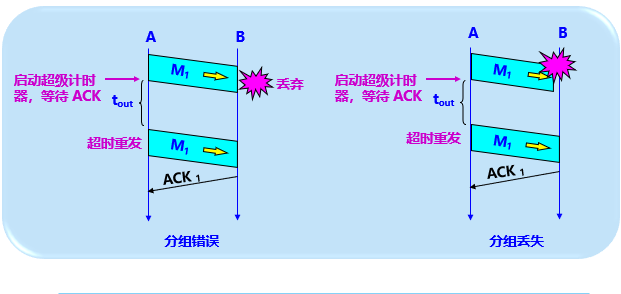 A
B
M1
启动超级计时
器，等待 ACK
丢弃
tout
超时重发
M1
ACK 1
分组错误
A
B
M1
启动超级计时
器，等待 ACK
tout
超时重发
M1
ACK 1
分组丢失